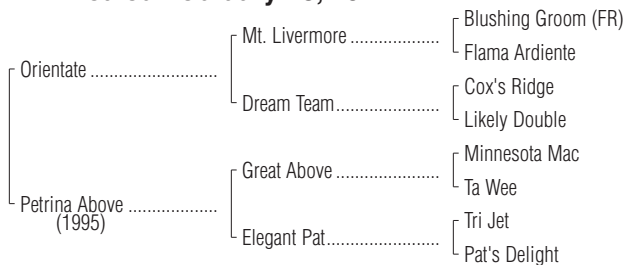 Blushing Groom (FR)
Mt. Livermore ....................
Flama Ardiente
Orientate .............................
Cox's Ridge
Dream Team .......................
Likely Double
Minnesota Mac
Great Above .......................
Ta Wee
Petrina Above ....................
(1995)
Tri Jet
Elegant Pat .........................
Pat's Delight